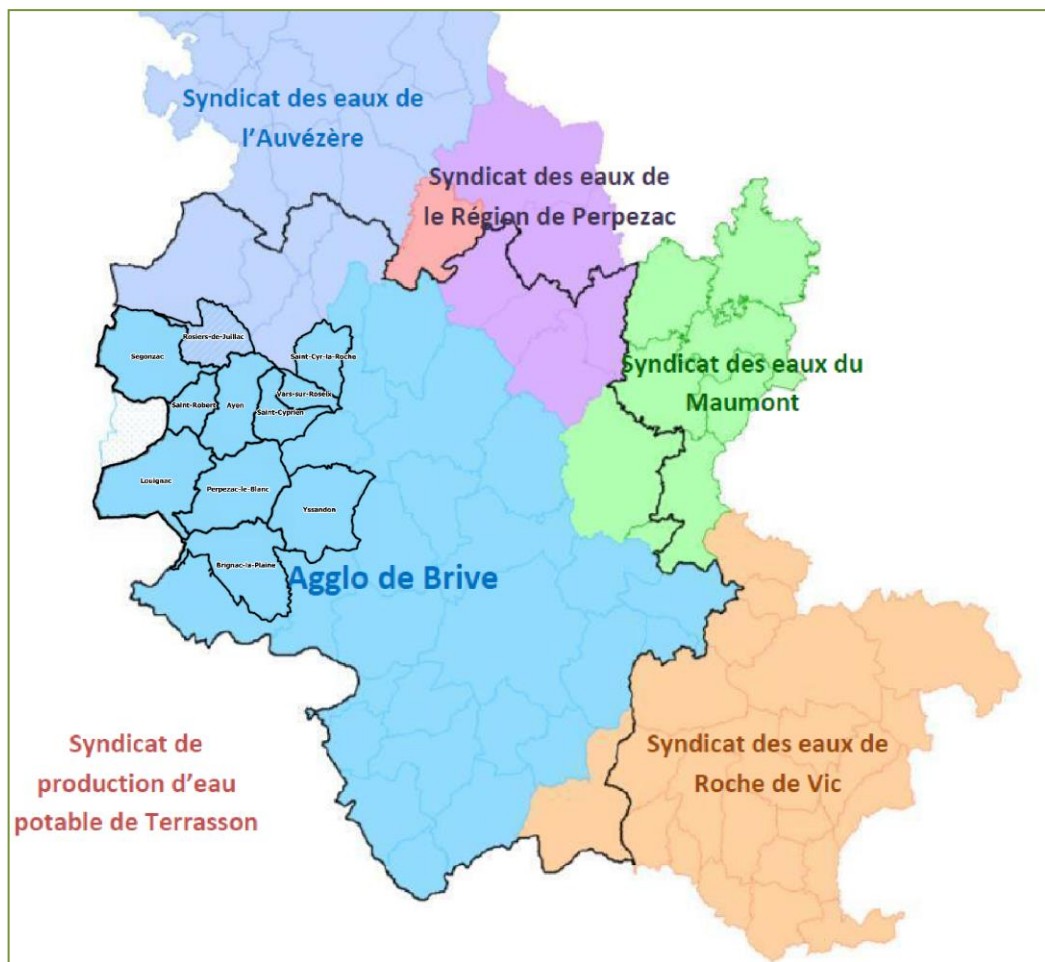 Syndicat des eaux de
l'Auvézère
Syndicat des eaux de
le Région de Perpezac
Syndicat des eaux du
Maumont
Rosiers-de-Juillac
Segonzac
Saint-Cyr-la-Roche
Vars-sur-Roseix
Saint-Robert
Ayen
Saint-Cyprien
Louignac
Perpezac-le-Blanc
Yssandon
Brignac-la-Plaine
Agglo de Brive
Syndicat de
production d'eau
potable de Terrasson
Syndicat des eaux de
Roche de Vic